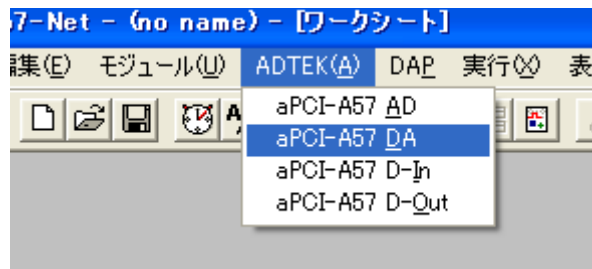 7-Net - (no name) - [ワークシート]
集(E) モジュール(U) ADTEK(A) DAP 実行(X) 表
aPCI-A57 AD
aPCI-A57 DA
aPCI-A57 D-In
aPCI-A57 D-Out